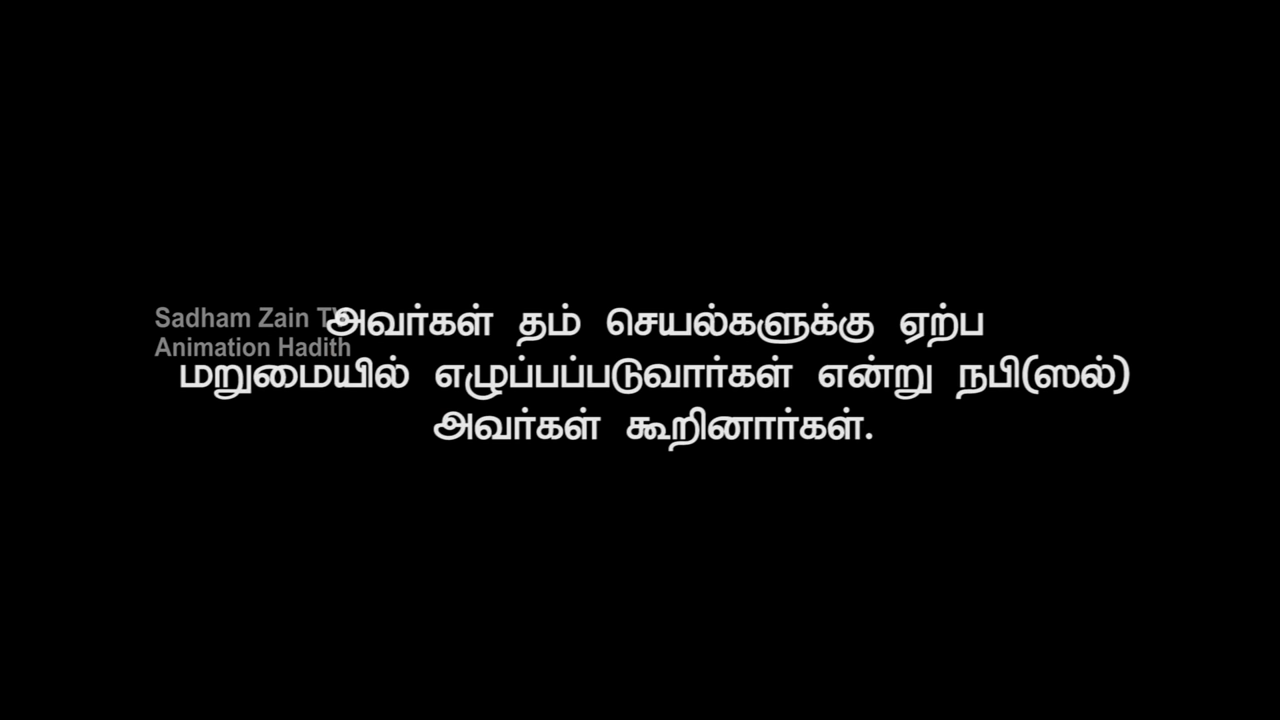 Sadham Zain TV
Animation Hadith
அவர்கள் தம் செயல்களுக்கு ஏற்ப
மறுமையில் எழுப்பப்படுவார்கள் என்று நபி(ஸல்)
அவர்கள் கூறினார்கள்.